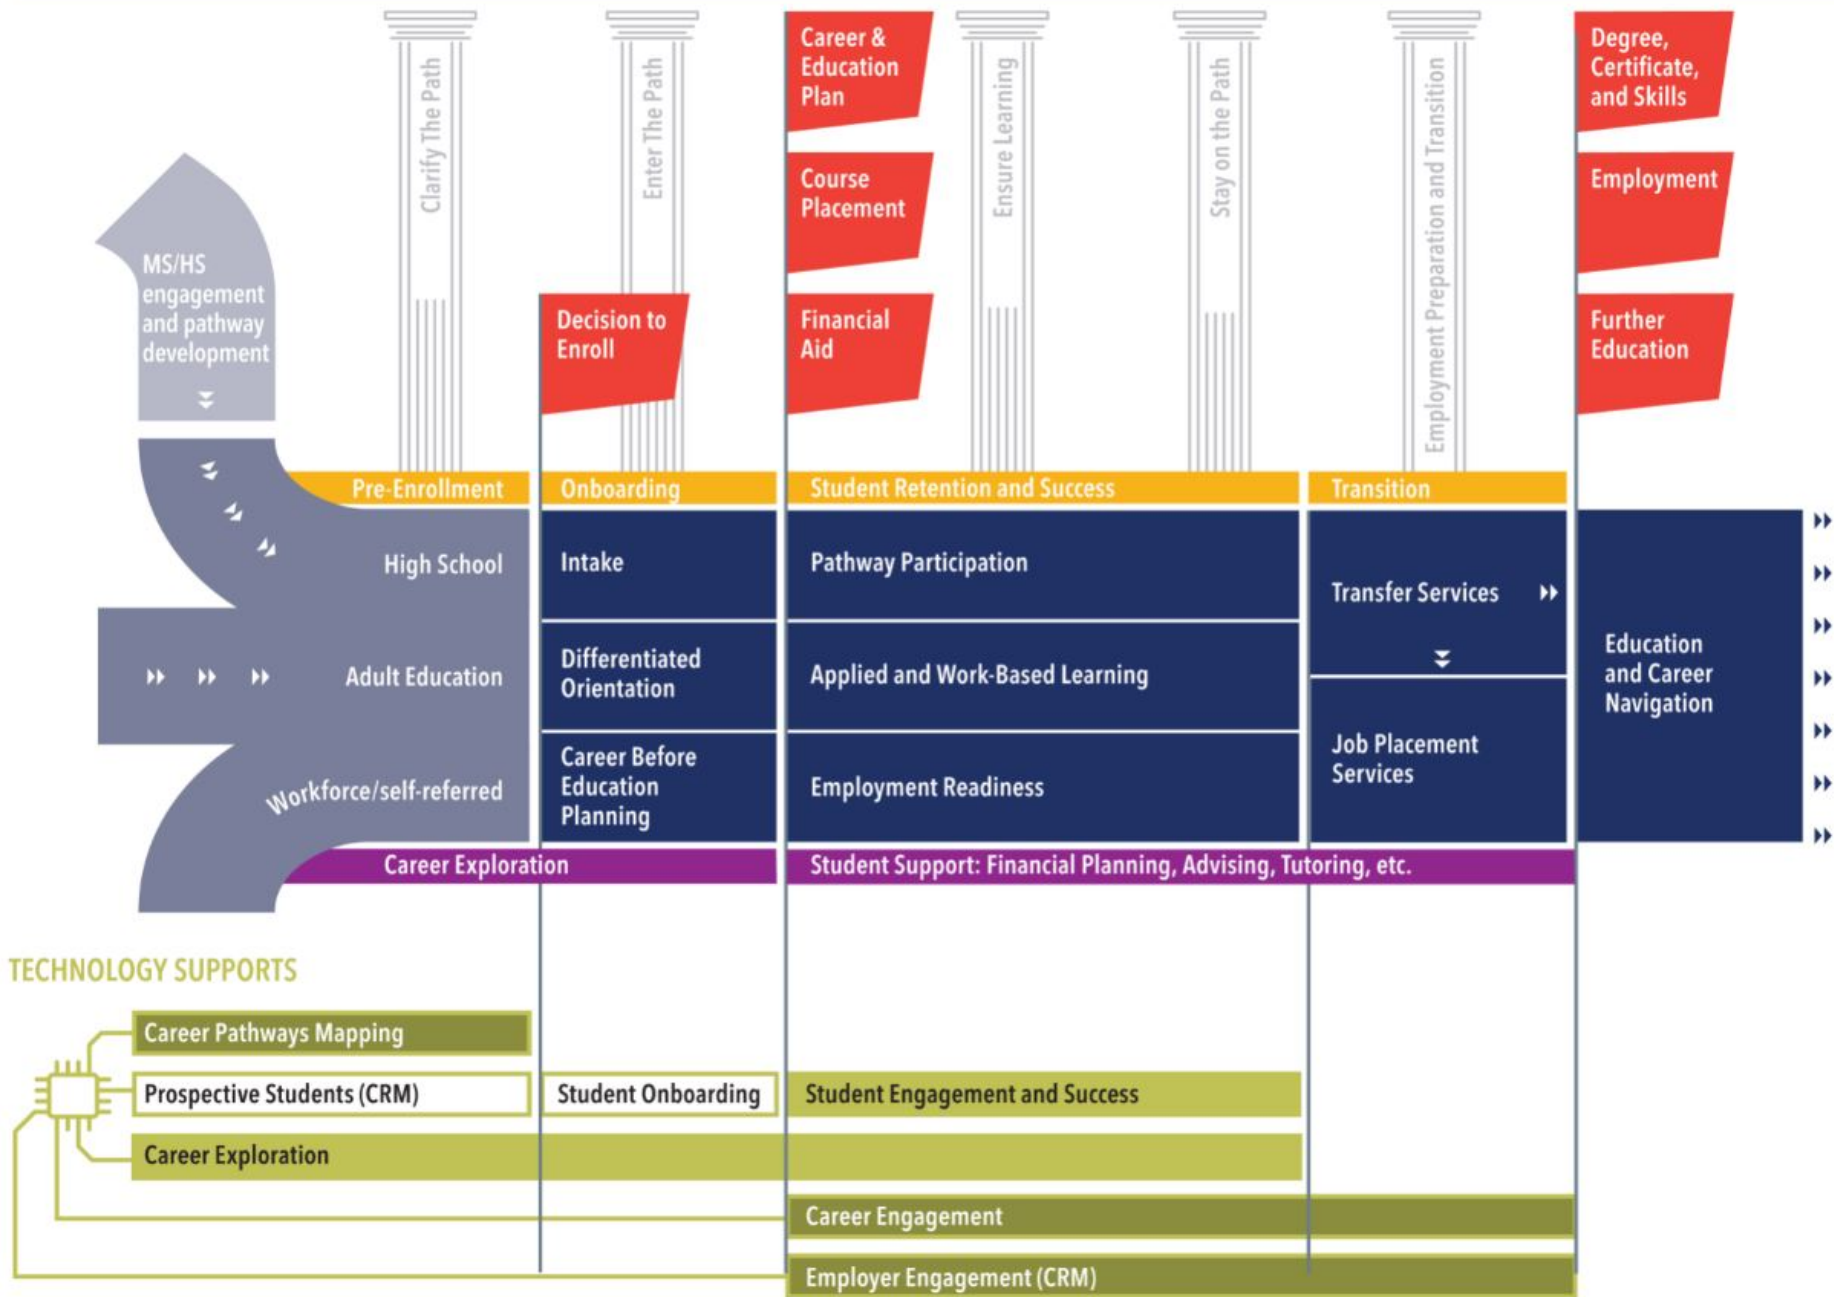 Clarify The Path
Enter The Path
Career &
Education
Plan
Ensure Learning
Stay on the Path
Employment Preparation and Transition
Degree,
Certificate,
and Skills
Course
Placement
Employment
MS/HS
engagement
and pathway
development
Decision to
Enroll
Financial
Aid
Further
Education
Pre-Enrollment
Onboarding
Student Retention and Success
Transition
High School
Adult Education
Workforce/self-referred
Intake
Differentiated
Orientation
Career Before
Education
Planning
Pathway Participation
Applied and Work-Based Learning
Employment Readiness
Transfer Services
Job Placement
Services
Education
and Career
Navigation
Career Exploration
Student Support: Financial Planning, Advising, Tutoring, etc.
TECHNOLOGY SUPPORTS
Career Pathways Mapping
Prospective Students (CRM)
Student Onboarding
Student Engagement and Success
Career Exploration
Career Engagement
Employer Engagement (CRM)